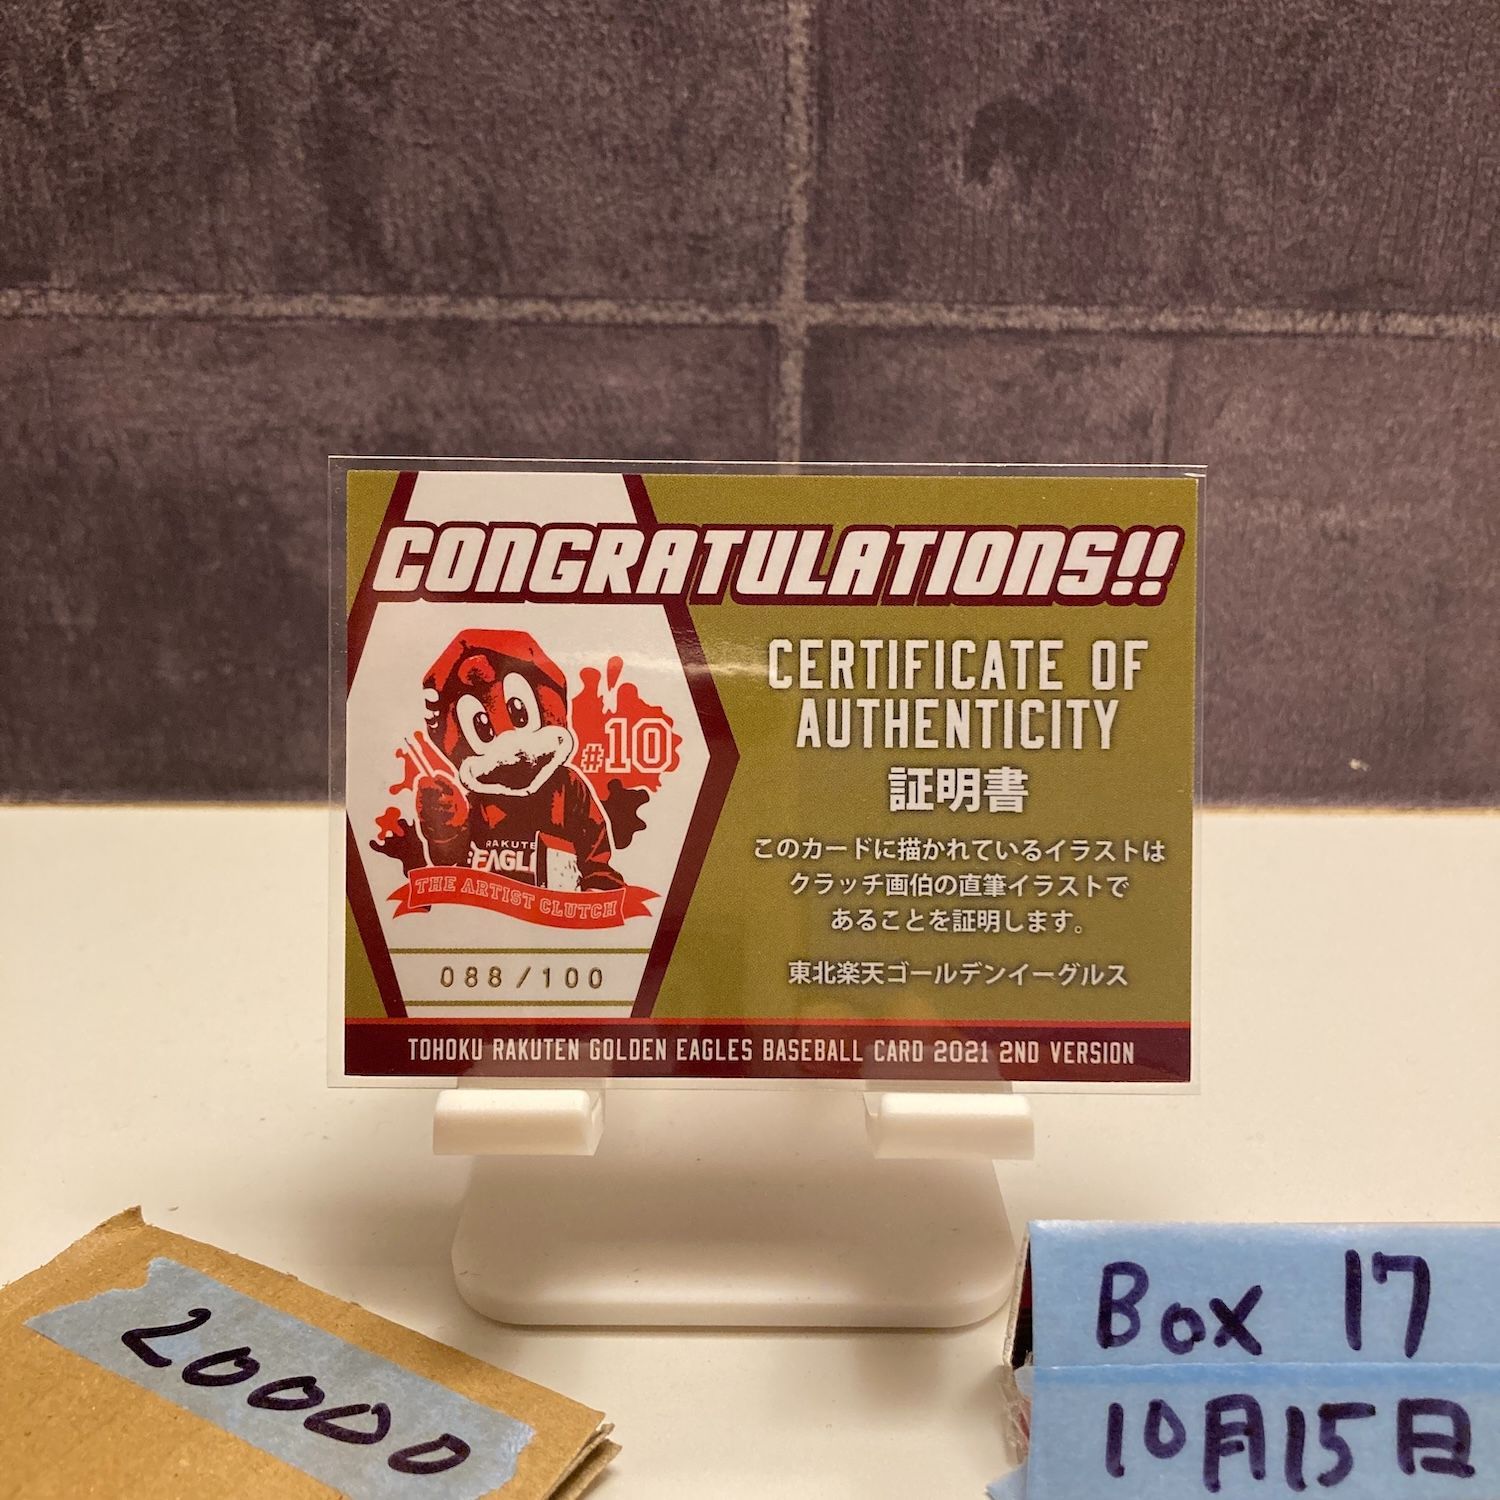 CONGRATULATIONS!!
CERTIFICATE OF
AUTHENTICITY
証明書
このカードに描かれているイラストは
クラッチ画伯の直筆イラストで
あることを証明します。
東北楽天ゴールデンイーグルス
#10
RAKUTE
EAGL
THE ARTIST CLUTCH
088/100
TOHOKU RAKUTEN GOLDEN EAGLES BASEBALL CARD 2021 2ND VERSION
20000
Box 17
10月15日